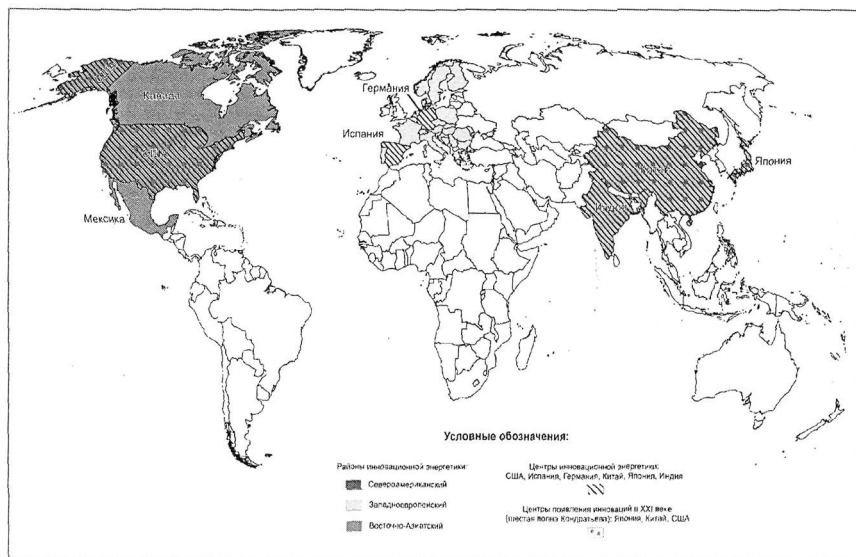 Канада
Германия
Испания
США
Япония
Китай
Индия
Мексика
Условные обозначения:
Районы инновационной энергетики:
Североамериканский
Западноевропейский
Восточно-Азиатский
Центры инновационной энергетики:
США, Испания, Германия, Китай, Япония, Индия
Центры появления инноваций в XXI веке
(шестая волна Кондратьева): Япония, Китай, США